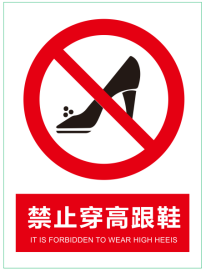 禁止穿高跟鞋
IT IS FORBIDDEN TO WEAR HIGH HEEIS